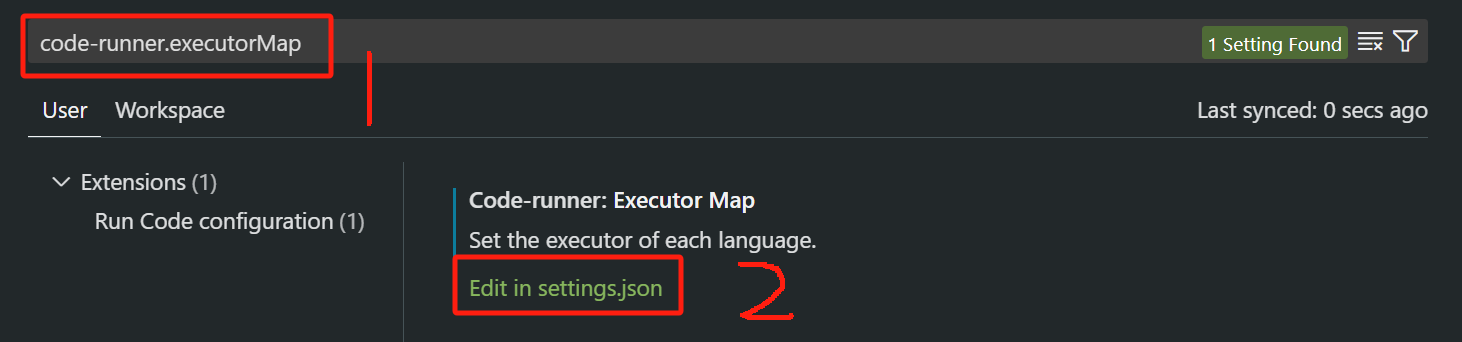 code-runner.executorMap
1 Setting Found
1
User
Workspace
Last synced: 0 secs ago
Extensions (1)
Run Code configuration (1)
Code-runner: Executor Map
Set the executor of each language.
Edit in settings.json
2